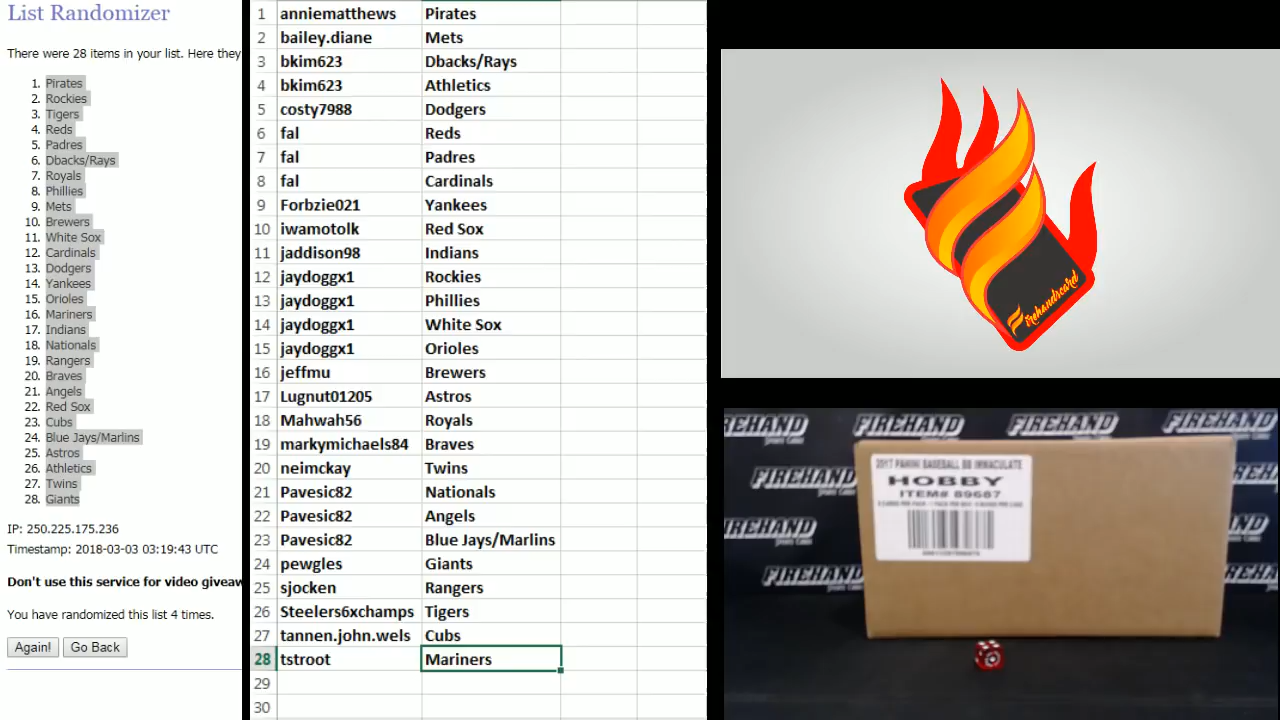 List Randomizer
There were 28 items in your list. Here they
1. Pirates
2. Rockies
3. Tigers
4. Reds
5. Padres
6. Dbacks/Rays
7. Royals
8. Phillies
9. Mets
10. Brewers
11. White Sox
12. Cardinals
13. Dodgers
14. Yankees
15. Orioles
16. Mariners
17. Indians
18. Nationals
19. Rangers
20. Braves
21. Angels
22. Red Sox
23. Cubs
24. Blue Jays/Marlins
25. Astros
26. Athletics
27. Twins
28. Giants
IP: 250.225.175.236
Timestamp: 2018-03-03 03:19:43 UTC
Don't use this service for video giveaw
You have randomized this list 4 times.
Again! Go Back
1 anniematthews Pirates
2 bailey.diane Mets
3 bkim623 Dbacks/Rays
4 bkim623 Athletics
5 costy7988 Dodgers
6 fal Reds
7 fal Padres
8 fal Cardinals
9 Forbzie021 Yankees
10 iwamotolk Red Sox
11 jaddison98 Indians
12 jaydoggx1 Rockies
13 jaydoggx1 Phillies
14 jaydoggx1 White Sox
15 jaydoggx1 Orioles
16 jeffmu Brewers
17 Lugnut01205 Astros
18 Mahwah56 Royals
19 markymichaels84 Braves
20 neimckay Twins
21 Pavesic82 Nationals
22 Pavesic82 Angels
23 Pavesic82 Blue Jays/Marlins
24 pewgles Giants
25 sjocken Rangers
26 Steelers6xchamps Tigers
27 tannen.john.wels Cubs
28 tstroot Mariners
29
30
Firehandscard
FIREHAND FIREHAND FIREHAND FIREHAND
2017 PANINI BASEBALL BB IMMACULATE
HOBBY
ITEM# 89687